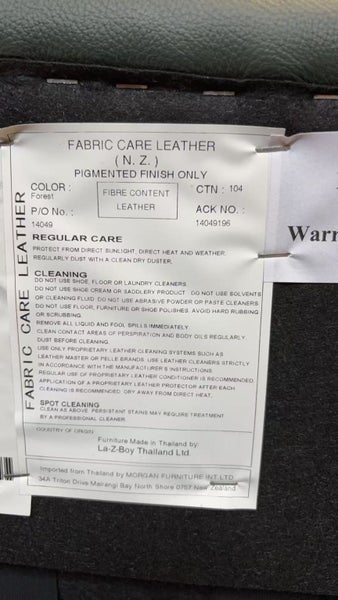 FABRIC CARE LEATHER
( N. Z. )
PIGMENTED FINISH ONLY
COLOR :
Forest
FIBRE CONTENT
LEATHER
CTN : 104
P/O No. :
14049
ACK NO. :
14049196
REGULAR CARE
PROTECT FROM DIRECT SUNLIGHT, DIRECT HEAT AND WEATHER.
REGULARLY DUST WITH A CLEAN DRY DUSTER.
CLEANING
DO NOT USE SHOE, FLOOR OR LAUNDRY CLEANERS
DO NOT USE SHOE CREAM OR SADDLERY PRODUCT DO NOT USE SOLVENTS
OR CLEANING FLUID DO NOT USE ABRASIVE POWDER OR PASTE CLEANERS
DO NOT USE FLOOR, FURNITURE OR SHOE POLISHES. AVOID HARD RUBBING
OR SCRUBBING.
REMOVE ALL LIQUID AND FOOD SPILLS IMMEDIATELY
CLEAN CONTACT AREAS OF PERSPIRATION AND BODY OILS REGULARLY.
DUST BEFORE CLEANING.
USE ONLY PROPRIETARY LEATHER CLEANING SYSTEMS SUCH AS
LEATHER MASTER OR PELLE BRANDS. USE LEATHER CLEANERS STRICTLY
IN ACCORDANCE WITH THE MANUFACTURER'S INSTRUCTIONS
REGULAR USE OF PROPRIETARY LEATHER CONDITIONER IS RECOMMENDED
APPLICATION OF A PROPRIETARY LEATHER PROTECTOR AFTER EACH
CLEANING IS RECOMMENDED. DRY AWAY FROM DIRECT HEAT.
SPOT CLEANING
CLEAN AS ABOVE PERSISTANT STAINS MAY REQUIRE TREATMENT
BY A PROFESSIONAL CLEANER.
COUNTRY OF ORIGIN
Furniture Made in Thailand by:
La-Z-Boy Thailand Ltd
Imported from Thailand by MORGAN FURNITURE INT LTD
34A Triton Drive Mairangi Bay North Shore 0757 New Zealand
FABRIC CARE LEATHER
Warr